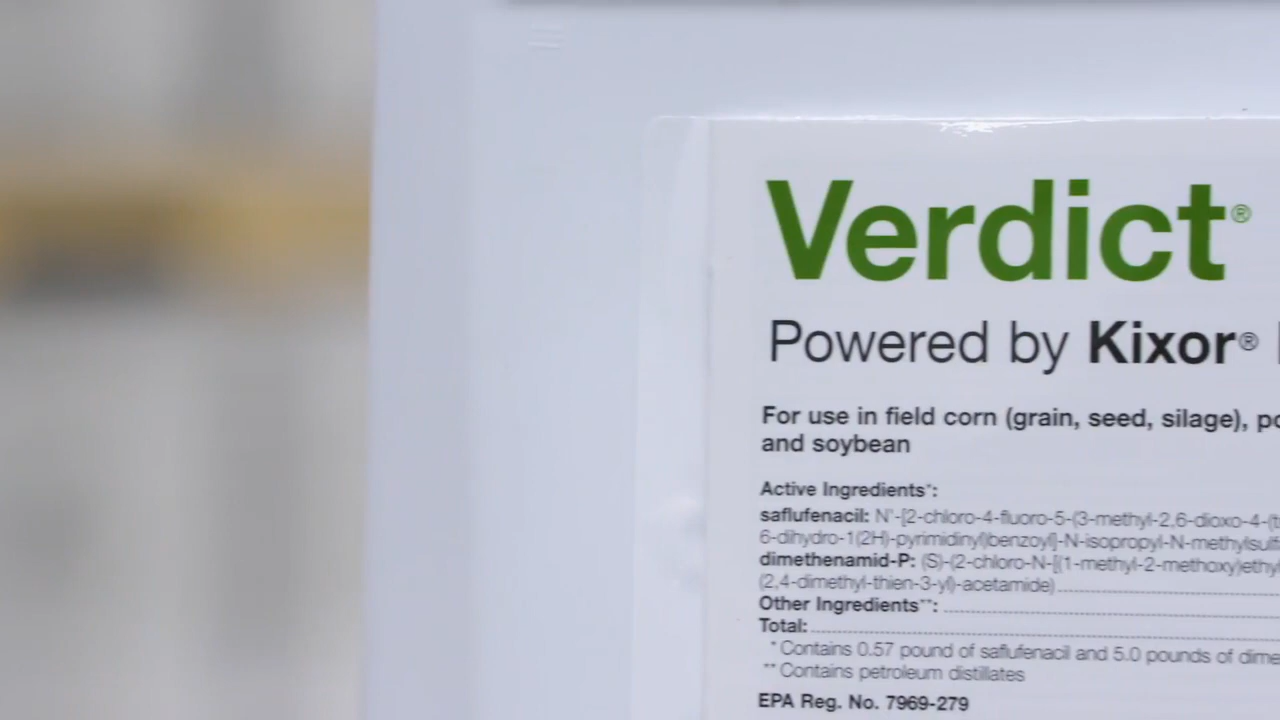 Verdict®
Powered by Kixor®
For use in field corn (grain, seed, silage),
and soybean
Active Ingredients*:
saflufenacil: N'-[2-chloro-4-fluoro-5-(3-methyl-2,6-dioxo-4-(
6-dihydro-1(2H)-pyrimidinyl)benzoyl]-N-isopropyl-N-methylsulf
dimethenamid-P: (S)-(2-chloro-N-[(1-methyl-2-methoxy)ethyl
(2,4-dimethyl-thien-3-yl)-acetamide)
Other Ingredients**:
Total:
* Contains 0.57 pound of saflufenacil and 5.0 pounds of dime
** Contains petroleum distillates
EPA Reg. No. 7969-279